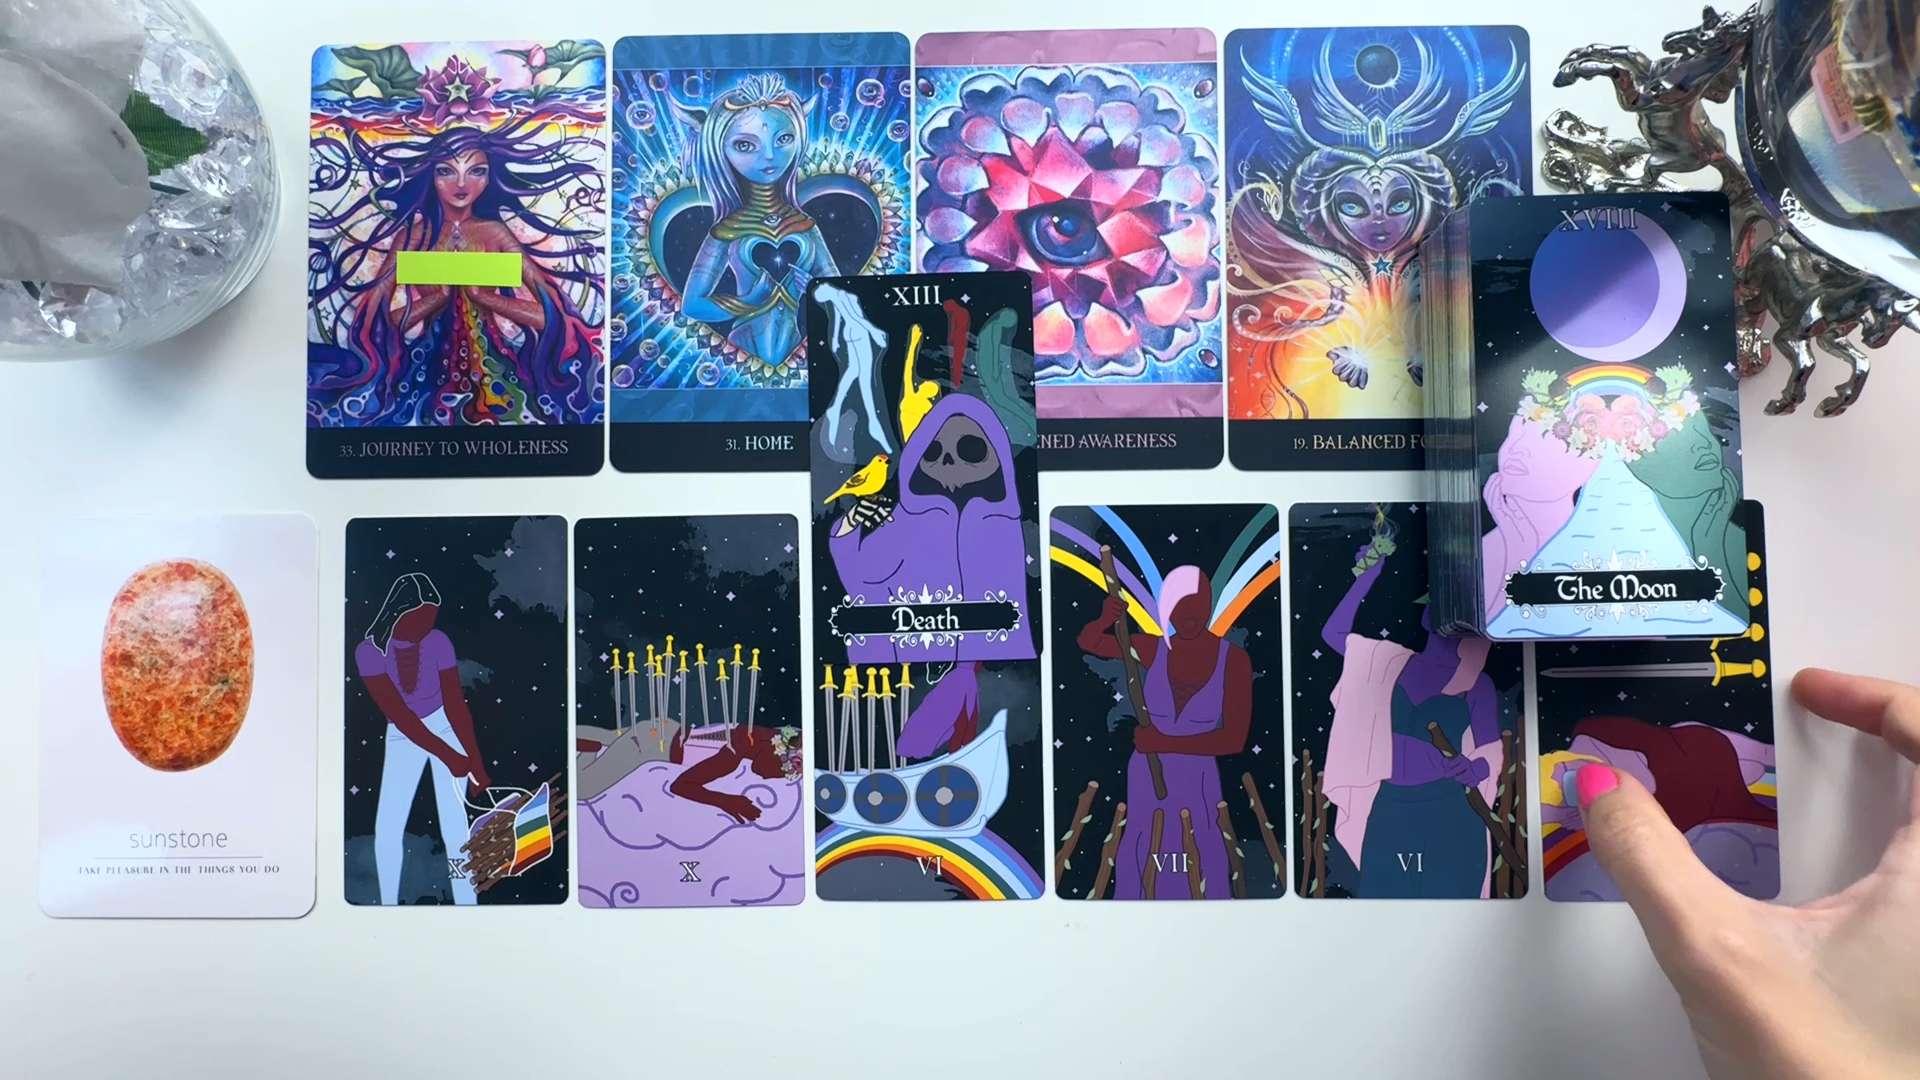 33. JOURNEY TO WHOLENESS
31. HOME
AWARENESS
19. BALANCED
XVIII
The Moon
XIII
Death
sunstone
TAKE PLEASURE IN THE THINGS YOU DO
X
X
VI
VII
VI